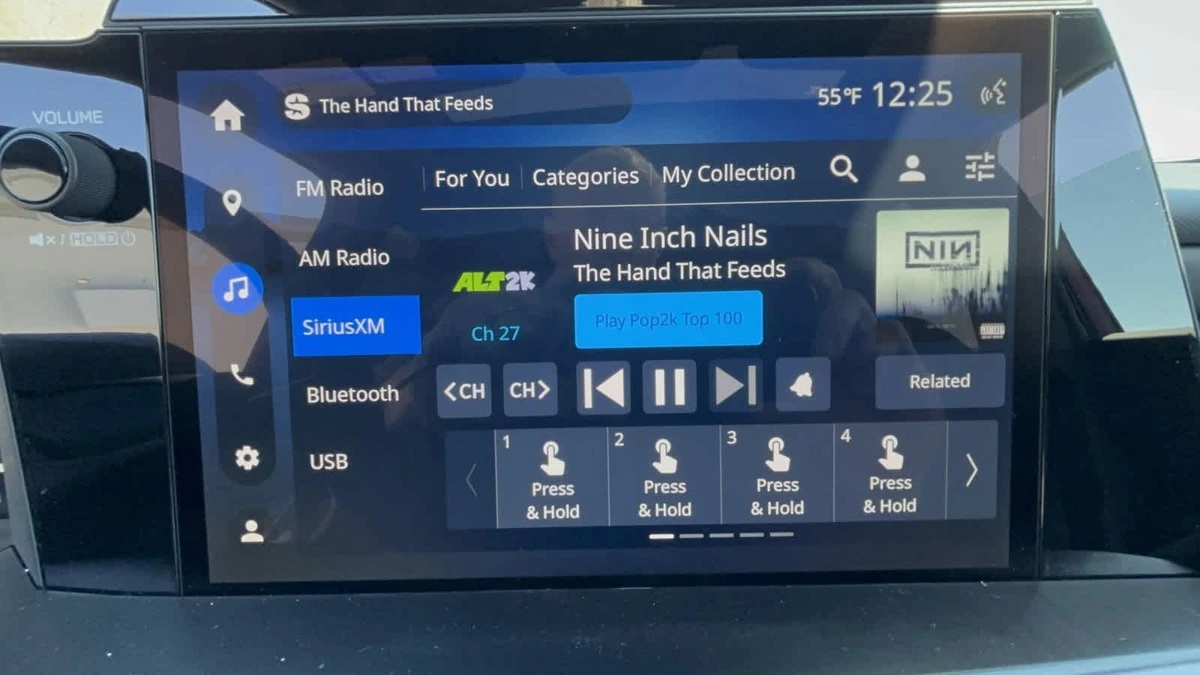 VOLUME
/ HOLD
The Hand That Feeds
55°F 12:25
FM Radio
AM Radio
SiriusXM
Bluetooth
USB
For You
Categories
My Collection
ALT2K
Ch 27
Nine Inch Nails
The Hand That Feeds
Play Pop2k Top 100
NIN
<CH
CH>
Related
1
Press
& Hold
2
Press
& Hold
3
Press
& Hold
4
Press
& Hold